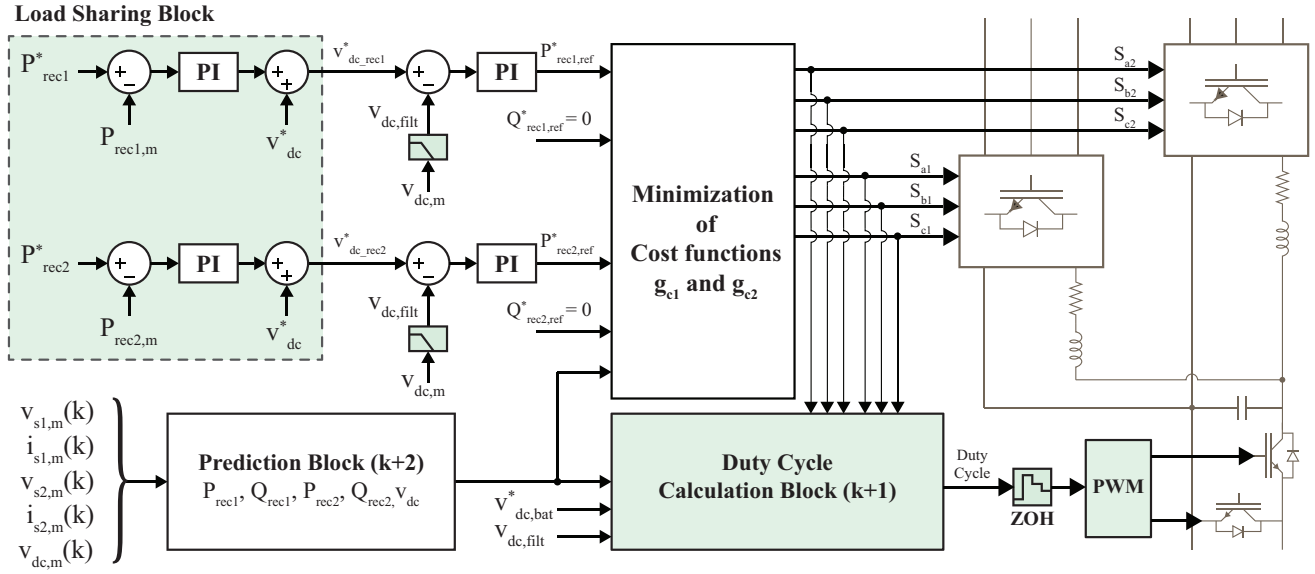 Load Sharing Block
P*rec1
+
−
PI
+
+
v*dc_rec1
+
−
PI
P*rec1,ref
Prec1,m
v*dc
vdc,filt
vdc,m
Q*rec1,ref = 0
P*rec2
+
−
PI
+
+
v*dc_rec2
+
−
PI
P*rec2,ref
Prec2,m
v*dc
vdc,filt
vdc,m
Q*rec2,ref = 0
Minimization
of
Cost functions
gc1 and gc2
Sa2
Sb2
Sc2
Sa1
Sb1
Sc1
vs1,m(k)
is1,m(k)
vs2,m(k)
is2,m(k)
vdc,m(k)
Prediction Block (k+2)
Prec1, Qrec1, Prec2, Qrec2, vdc
v*dc,bat
vdc,filt
Duty Cycle
Calculation Block (k+1)
Duty
Cycle
ZOH
PWM